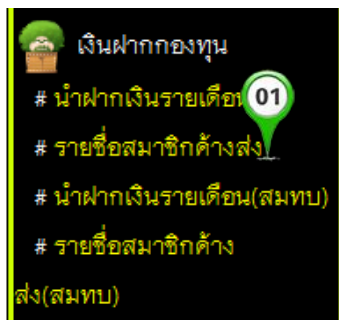 เงินฝากกองทุน
# นำฝากเงินรายเดือน
01
# รายชื่อสมาชิกค้างส่ง
# นำฝากเงินรายเดือน(สมทบ)
# รายชื่อสมาชิกค้าง
ส่ง(สมทบ)